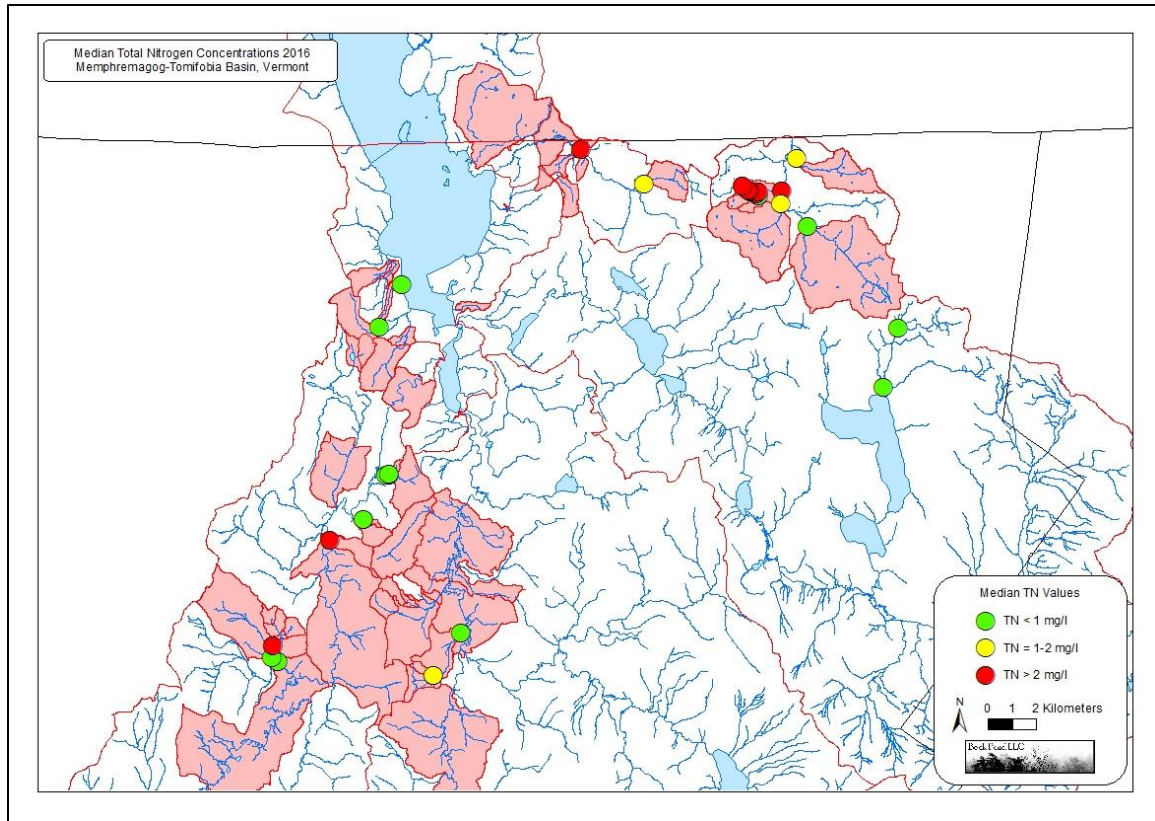 Median Total Nitrogen Concentrations 2016
Memphremagog-Tomifobia Basin, Vermont
Median TN Values
TN < 1 mg/l
TN = 1-2 mg/l
TN > 2 mg/l
N
0 1 2 Kilometers
Beck Pond LLC